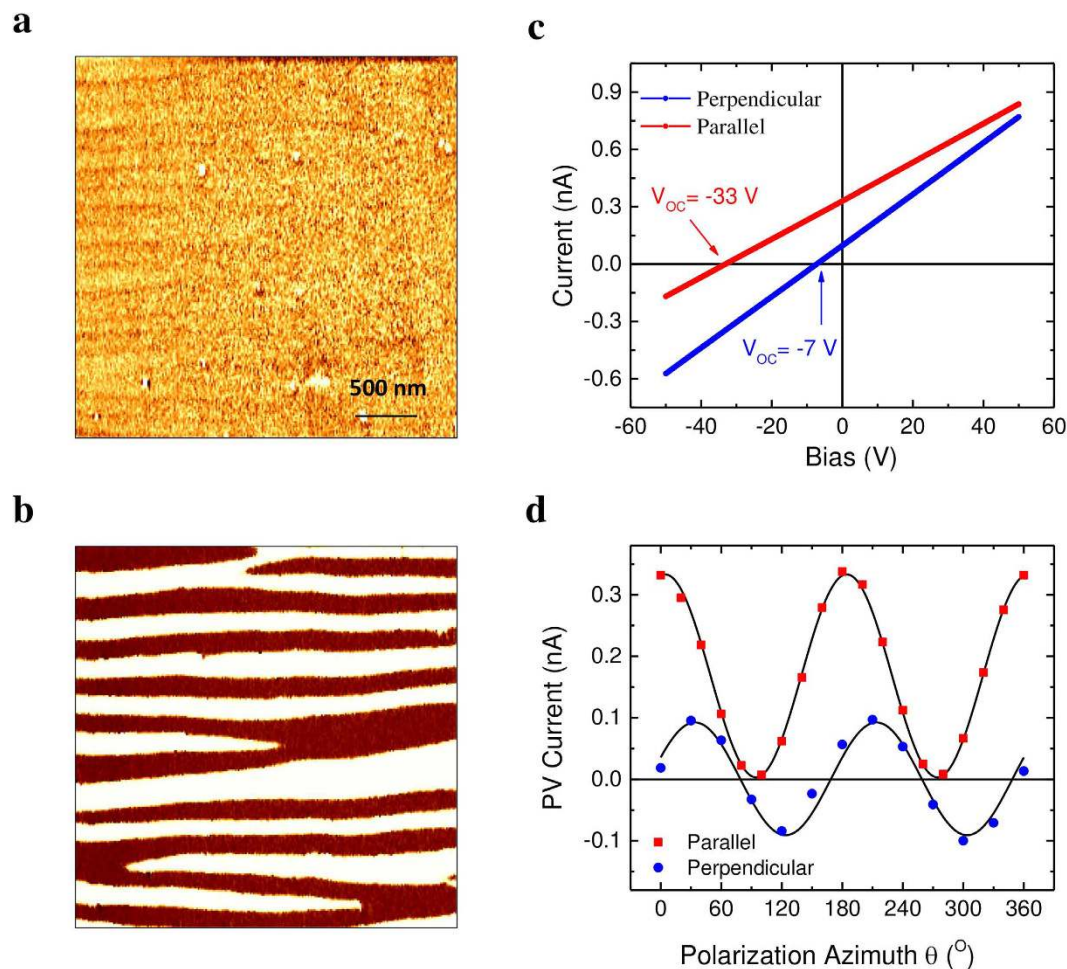 a
500 nm
b
c
Perpendicular
Parallel
V_OC= -33 V
V_OC= -7 V
0.9
0.6
0.3
0.0
-0.3
-0.6
-60
-40
-20
0
20
40
60
Current (nA)
Bias (V)
d
0.3
0.2
0.1
0.0
-0.1
Parallel
Perpendicular
0
60
120
180
240
300
360
PV Current (nA)
Polarization Azimuth θ (°)